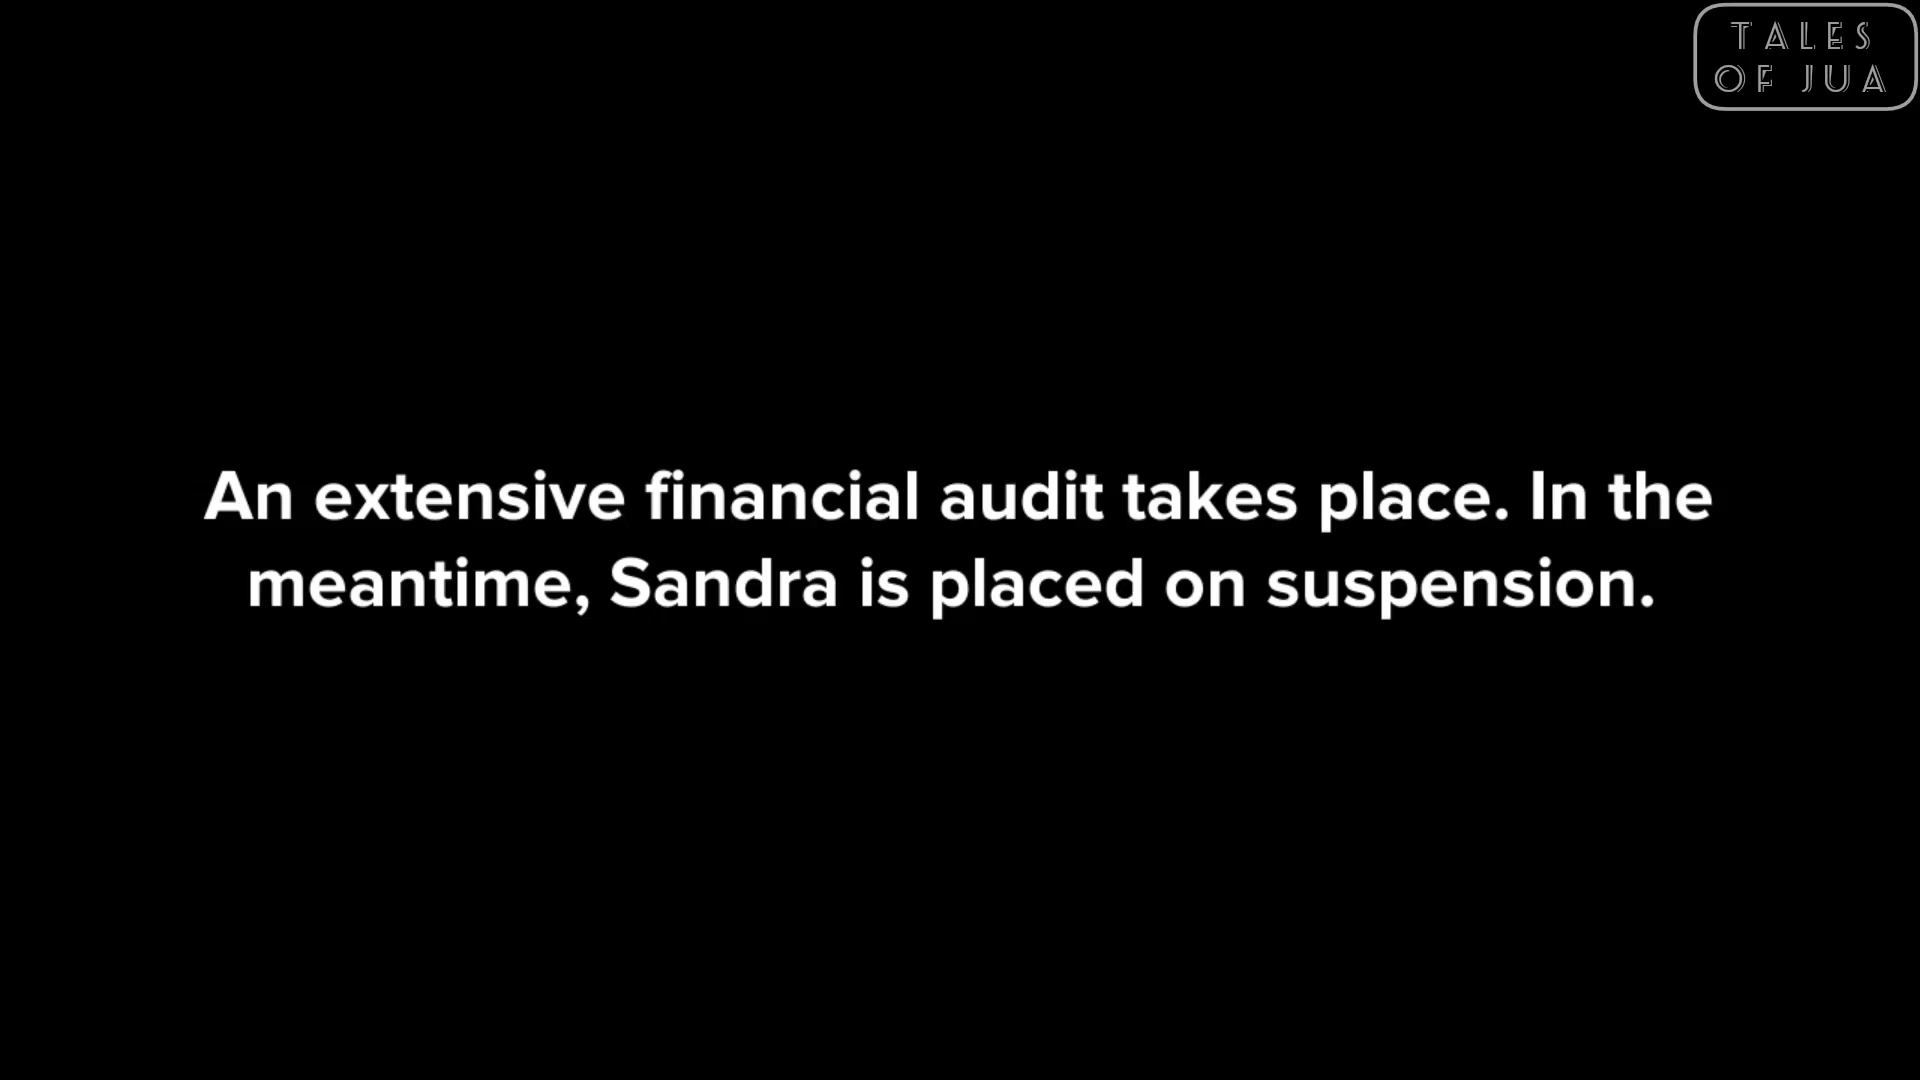 TALES
OF JUA
An extensive financial audit takes place. In the
meantime, Sandra is placed on suspension.